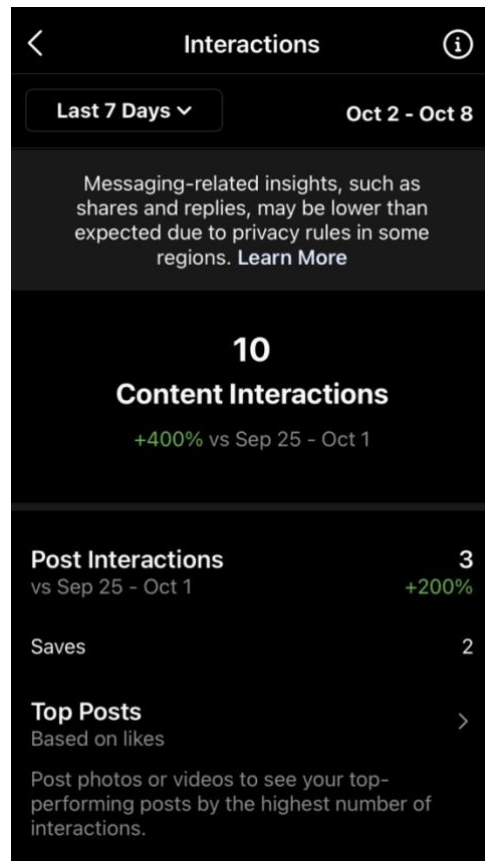 Interactions
Last 7 Days
Oct 2 - Oct 8
Messaging-related insights, such as
shares and replies, may be lower than
expected due to privacy rules in some
regions. Learn More
10
Content Interactions
+400% vs Sep 25 - Oct 1
Post Interactions
3
vs Sep 25 - Oct 1
+200%
Saves
2
Top Posts
Based on likes
Post photos or videos to see your top-
performing posts by the highest number of
interactions.